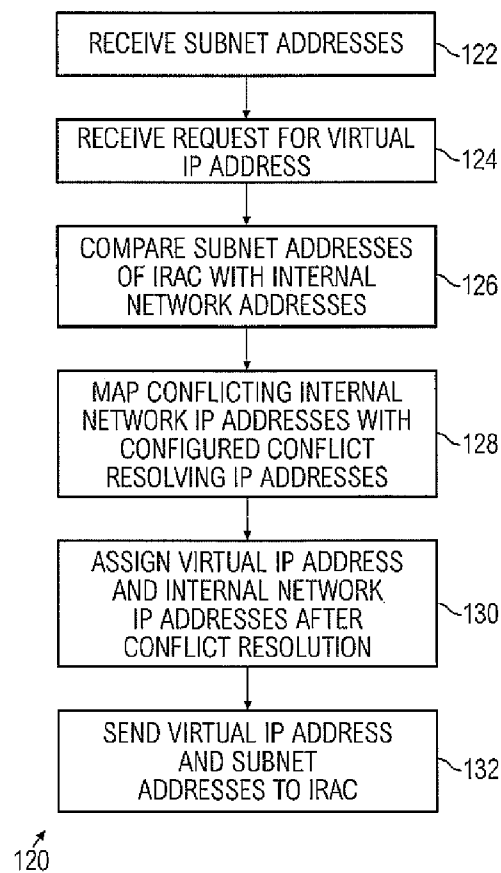 RECEIVE SUBNET ADDRESSES
122
RECEIVE REQUEST FOR VIRTUAL
IP ADDRESS
124
COMPARE SUBNET ADDRESSES
OF IRAC WITH INTERNAL
NETWORK ADDRESSES
126
MAP CONFLICTING INTERNAL
NETWORK IP ADDRESSES WITH
CONFIGURED CONFLICT
RESOLVING IP ADDRESSES
128
ASSIGN VIRTUAL IP ADDRESS
AND INTERNAL NETWORK
IP ADDRESSES AFTER
CONFLICT RESOLUTION
130
SEND VIRTUAL IP ADDRESS
AND SUBNET
ADDRESSES TO IRAC
132
120